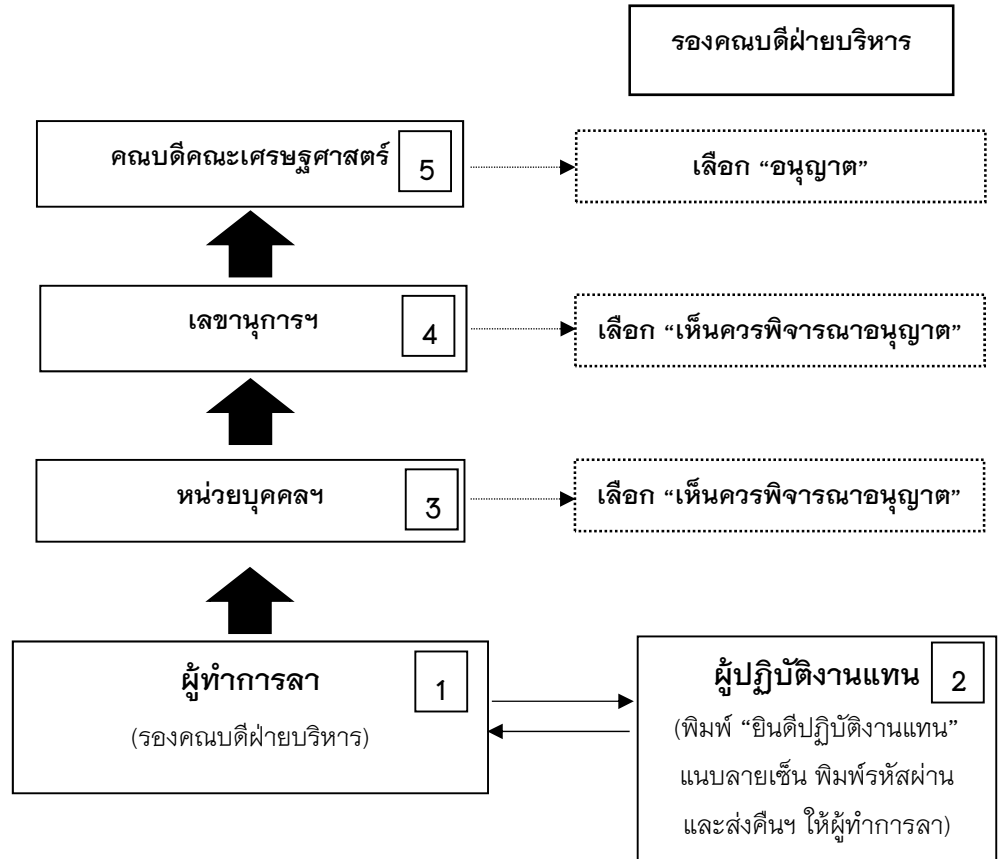 รองคณบดีฝ่ายบริหาร
คณบดีคณะเศรษฐศาสตร์
5
เลือก “อนุญาต”
เลขานุการฯ
4
เลือก “เห็นควรพิจารณาอนุญาต”
หน่วยบุคคลฯ
3
เลือก “เห็นควรพิจารณาอนุญาต”
ผู้ทำการลา
1
(รองคณบดีฝ่ายบริหาร)
ผู้ปฏิบัติงานแทน
2
(พิมพ์ “ยินดีปฏิบัติงานแทน”
แนบลายเซ็น พิมพ์รหัสผ่าน
และส่งคืนฯ ให้ผู้ทำการลา)